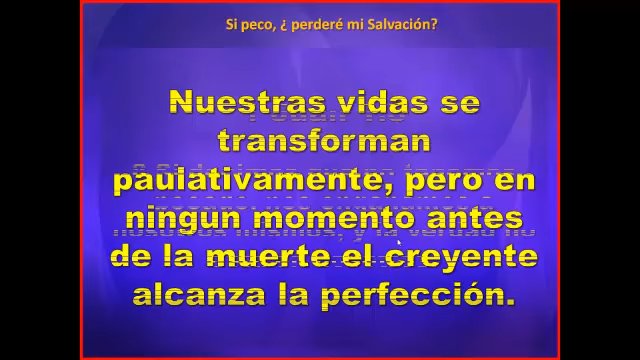 Si peco, ¿ perderé mi Salvación?
Nuestras vidas se
transforman
paulativamente, pero en
ningun momento antes
de la muerte el creyente
alcanza la perfección.